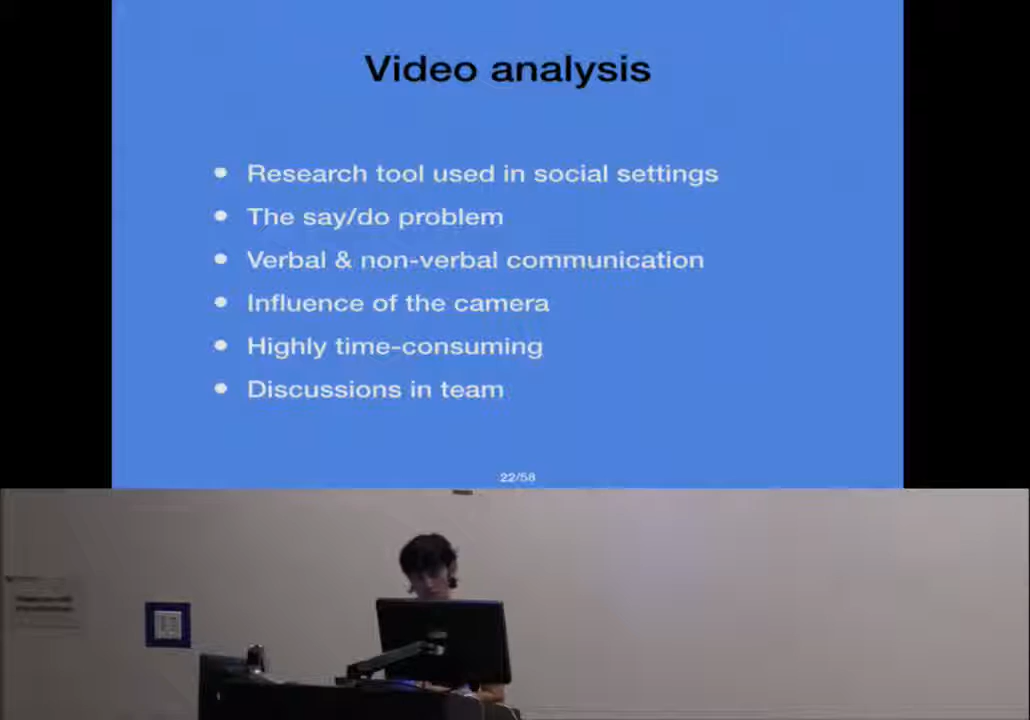 Video analysis
• Research tool used in social settings
• The say/do problem
• Verbal & non-verbal communication
• Influence of the camera
• Highly time-consuming
• Discussions in team
22/58